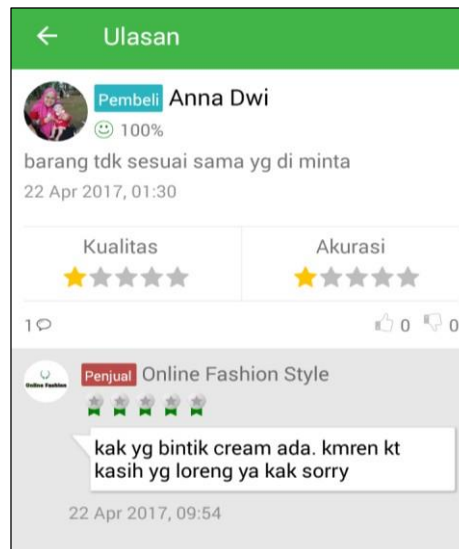 Ulasan
Pembeli Anna Dwi
100%
barang tdk sesuai sama yg di minta
22 Apr 2017, 01:30
Kualitas Akurasi
1 0 0
Online Fashion
Penjual Online Fashion Style
kak yg bintik cream ada. kmren kt
kasih yg loreng ya kak sorry
22 Apr 2017, 09:54